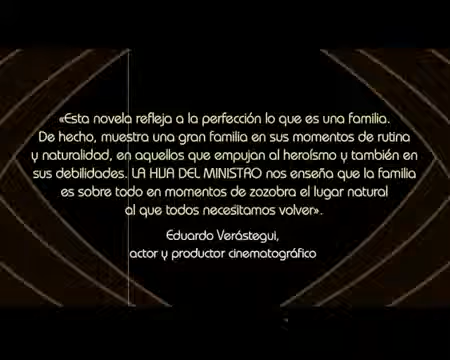 «Esta novela refleja a la perfección lo que es una familia.
De hecho, muestra una gran familia en sus momentos de rutina
y naturalidad, en aquellos que empujan al heroísmo y también en
sus debilidades. LA HIJA DEL MINISTRO nos enseña que la familia
es sobre todo en momentos de zozobra el lugar natural
al que todos necesitamos volver».
Eduardo Verástegui,
actor y productor cinematográfico